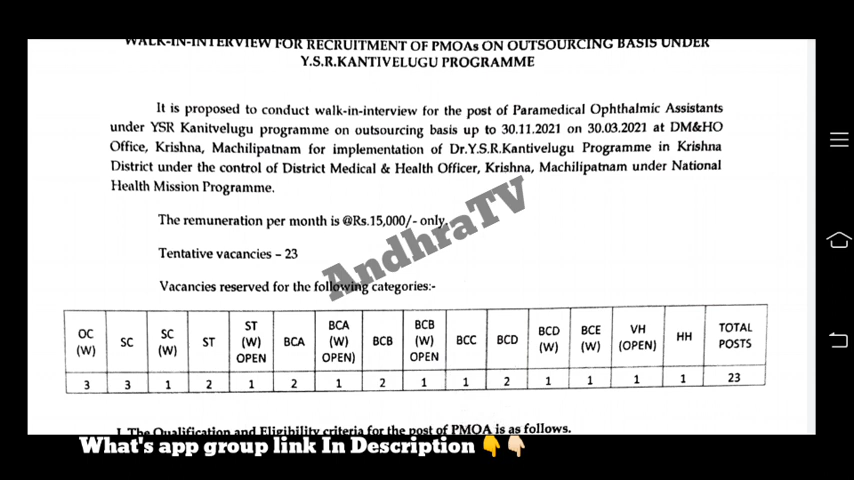 WALK-IN-INTERVIEW FOR RECRUITMENT OF PMOAs ON OUTSOURCING BASIS UNDER
Y.S.R.KANTIVELUGU PROGRAMME
It is proposed to conduct walk-in-interview for the post of Paramedical Ophthalmic Assistants
under YSR Kanitvelugu programme on outsourcing basis up to 30.11.2021 on 30.03.2021 at DM&HO
Office, Krishna, Machilipatnam for implementation of Dr.Y.S.R.Kantivelugu Programme in Krishna
District under the control of District Medical & Health Officer, Krishna, Machilipatnam under National
Health Mission Programme.
The remuneration per month is @Rs.15,000/- only.
Tentative vacancies – 23
Vacancies reserved for the following categories:-
AndhraTV
OC (W) SC SC (W) ST ST (W) OPEN BCA BCA (W) OPEN) BCB BCB (W) OPEN BCC BCD BCD (W) BCE (W) VH (OPEN) HH TOTAL POSTS
3 3 1 2 1 2 1 2 1 1 2 1 1 1 1 23
I. The Qualification and Eligibility criteria for the post of PMOA is as follows.
What's app group link In Description 👇👇🏻